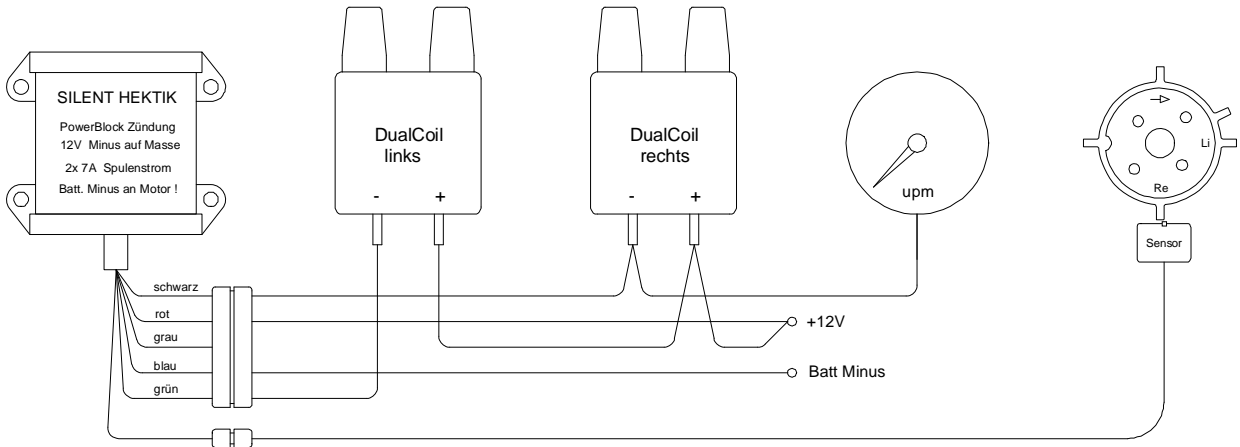 SILENT HEKTIK
PowerBlock Zündung
12V Minus auf Masse
2x 7A Spulenstrom
Batt. Minus an Motor !
DualCoil
links
- +
DualCoil
rechts
- +
upm
Li
Re
Sensor
schwarz
rot
grau
blau
grün
+12V
Batt Minus